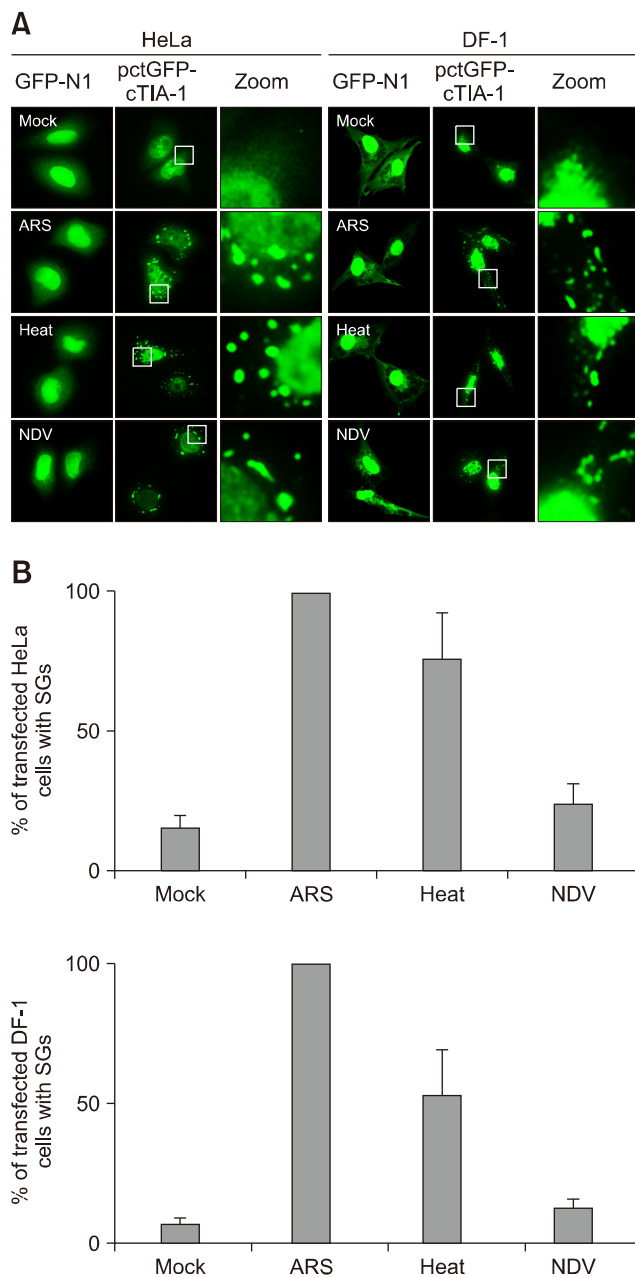 A
HeLa
DF-1
GFP-N1
pctGFP-
cTIA-1
Zoom
GFP-N1
pctGFP-
cTIA-1
Zoom
Mock
Mock
ARS
ARS
Heat
Heat
NDV
NDV
B
% of transfected HeLa
cells with SGs
100
50
0
Mock
ARS
Heat
NDV
% of transfected DF-1
cells with SGs
100
50
0
Mock
ARS
Heat
NDV